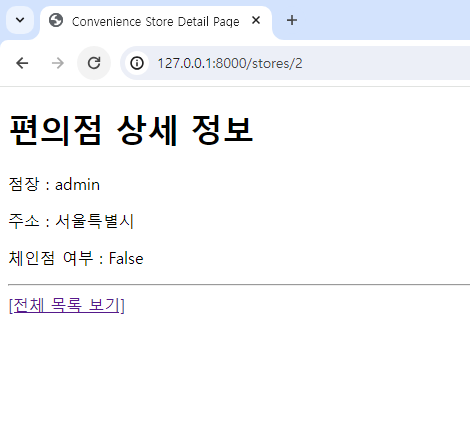 Convenience Store Detail Page
127.0.0.1:8000/stores/2
편의점 상세 정보
점장 : admin
주소 : 서울특별시
체인점 여부 : False
[전체 목록 보기]